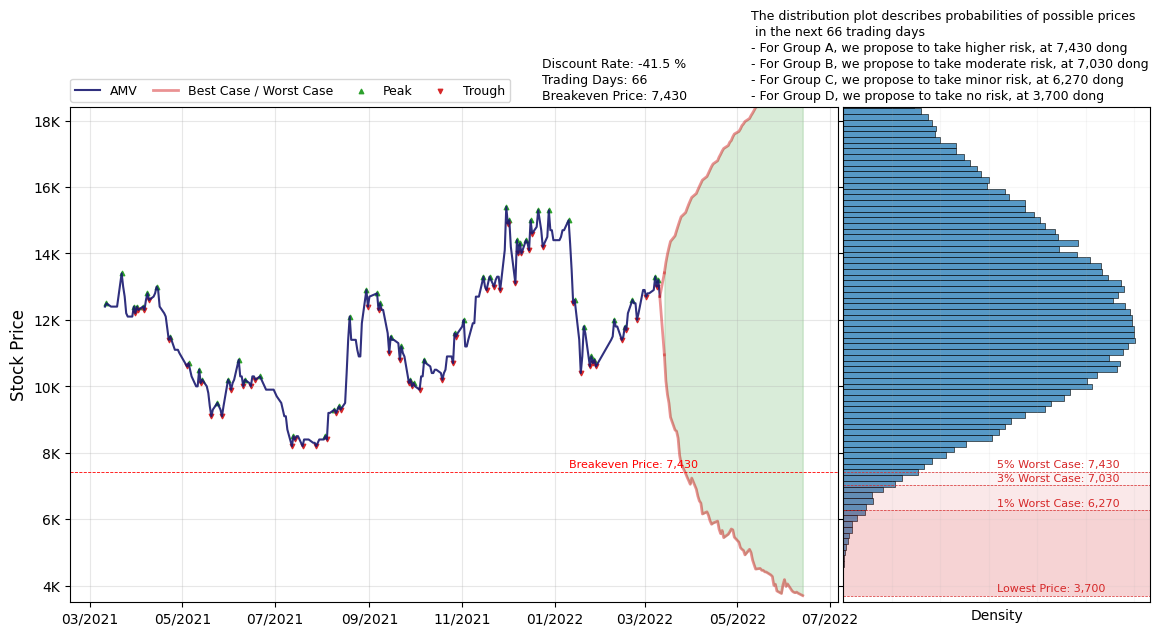 The distribution plot describes probabilities of possible prices
in the next 66 trading days
- For Group A, we propose to take higher risk, at 7,430 dong
- For Group B, we propose to take moderate risk, at 7,030 dong
- For Group C, we propose to take minor risk, at 6,270 dong
- For Group D, we propose to take no risk, at 3,700 dong
Discount Rate: -41.5 %
Trading Days: 66
Breakeven Price: 7,430
AMV Best Case / Worst Case Peak Trough
Stock Price
18K
16K
14K
12K
10K
8K
6K
4K
Breakeven Price: 7,430
5% Worst Case: 7,430
3% Worst Case: 7,030
1% Worst Case: 6,270
Lowest Price: 3,700
03/2021 05/2021 07/2021 09/2021 11/2021 01/2022 03/2022 05/2022 07/2022
Density